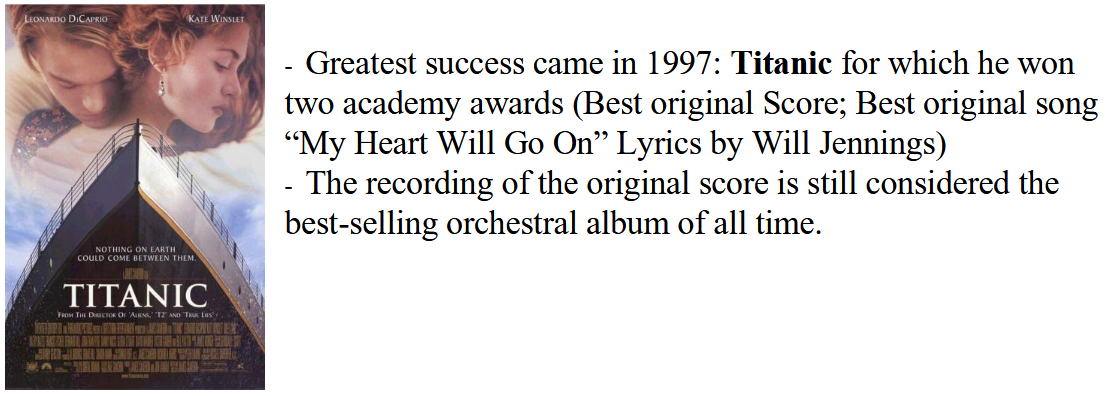 LEONARDO DICAPRIO KATE WINSLET
NOTHING ON EARTH
COULD COME BETWEEN THEM.
TITANIC
FROM THE DIRECTOR OF 'ALIENS,' 'T2' AND 'TRUE LIES'
- Greatest success came in 1997: Titanic for which he won
two academy awards (Best original Score; Best original song
“My Heart Will Go On” Lyrics by Will Jennings)
- The recording of the original score is still considered the
best-selling orchestral album of all time.